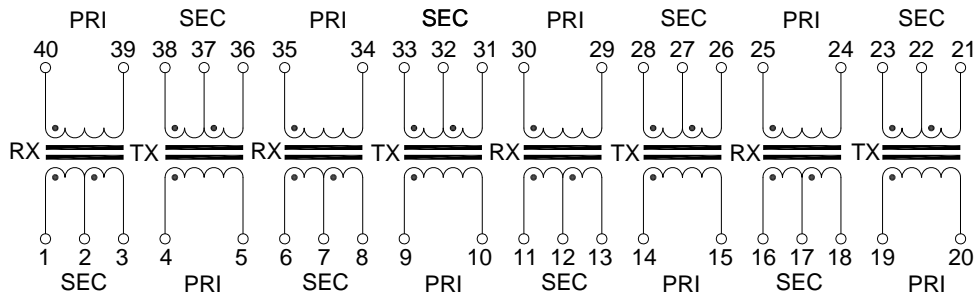 PRI SEC PRI SEC PRI SEC PRI SEC
40 39 38 37 36 35 34 33 32 31 30 29 28 27 26 25 24 23 22 21
RX TX RX TX RX TX RX TX
1 2 3 4 5 6 7 8 9 10 11 12 13 14 15 16 17 18 19 20
SEC PRI SEC PRI SEC PRI SEC PRI